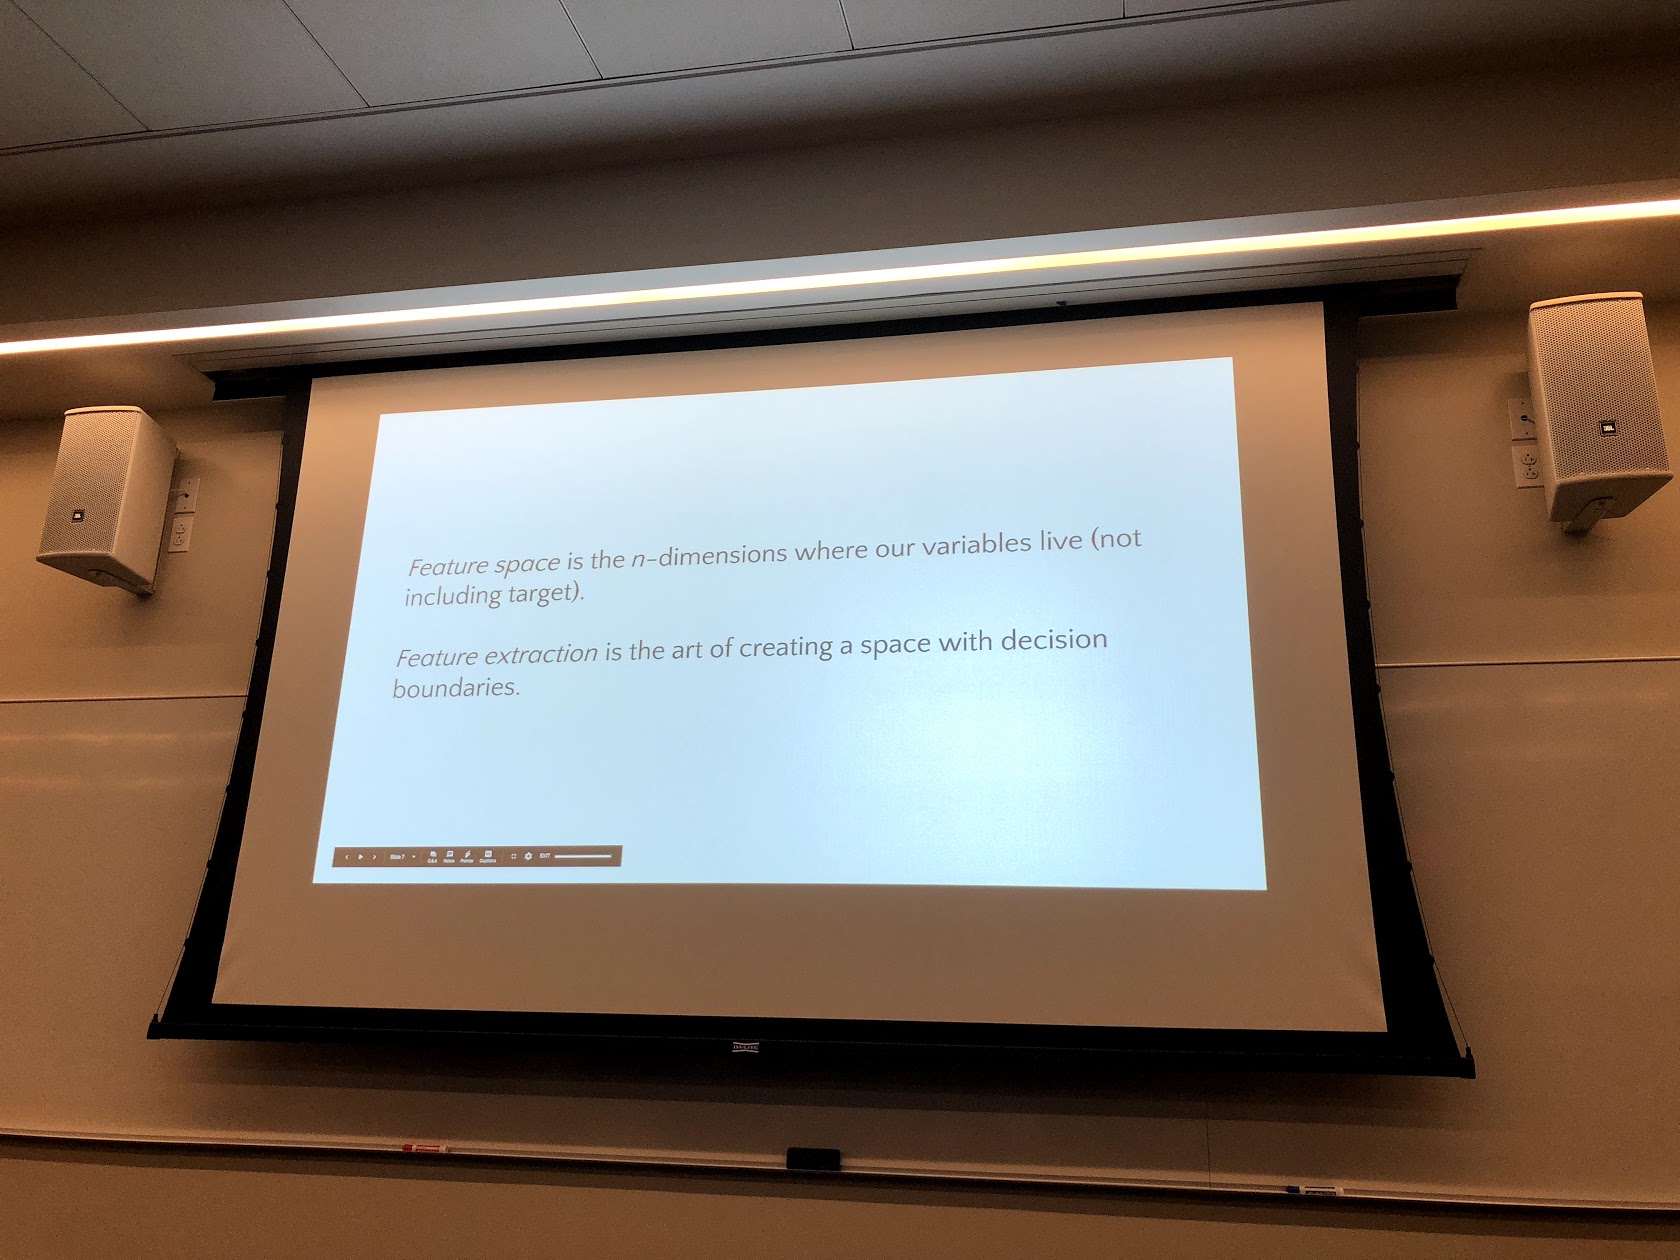 Feature space is the n-dimensions where our variables live (not
including target).
Feature extraction is the art of creating a space with decision
boundaries.
Slide 7
Q&A Notes Pointer Captions
EXIT
JBL
JBL
DA-LITE